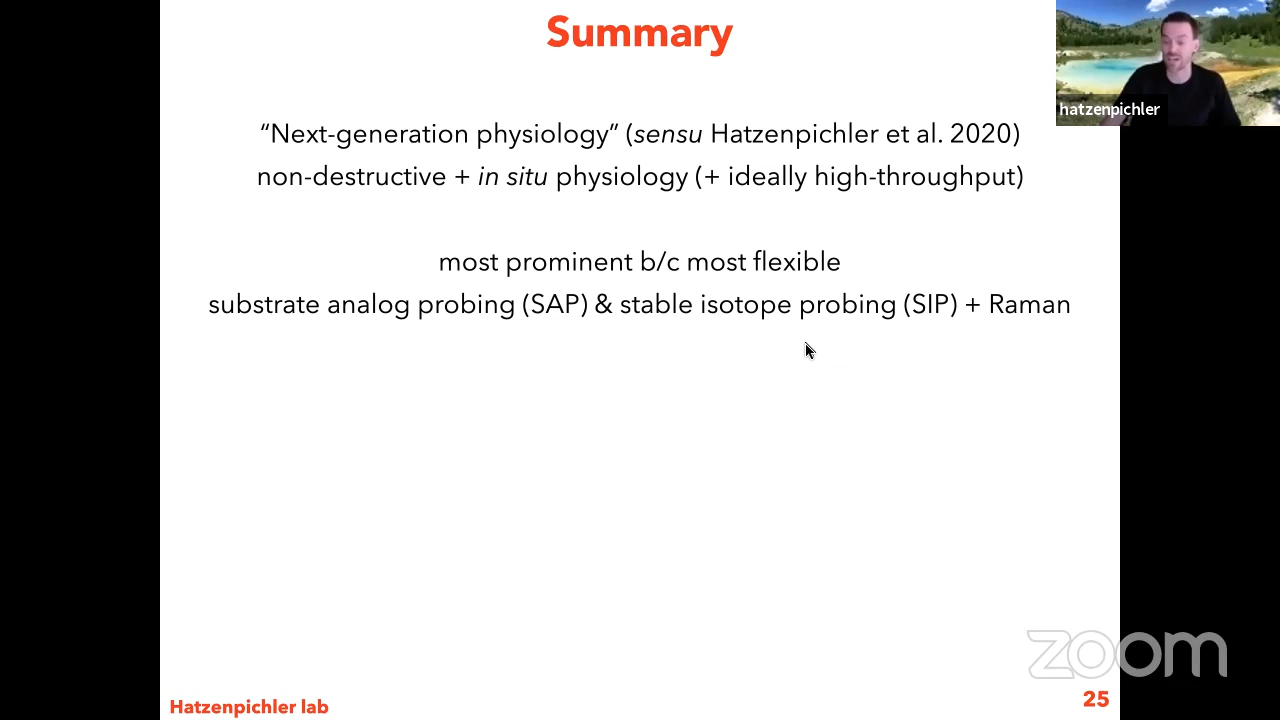 Summary
hatzenpichler
“Next-generation physiology” (sensu Hatzenpichler et al. 2020)
non-destructive + in situ physiology (+ ideally high-throughput)
most prominent b/c most flexible
substrate analog probing (SAP) & stable isotope probing (SIP) + Raman
zoom
Hatzenpichler lab
25